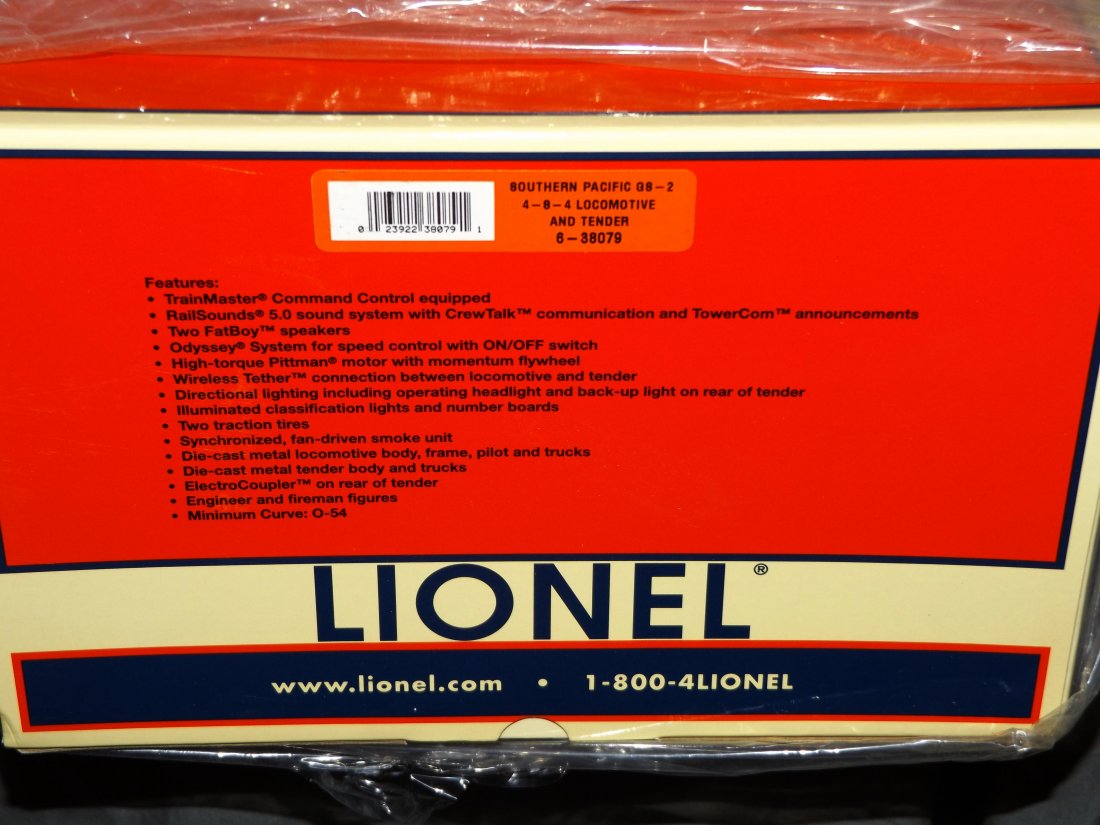 SOUTHERN PACIFIC GS-2
4-8-4 LOCOMOTIVE
AND TENDER
6-38079
0 23922 38079 1
Features:
• TrainMaster® Command Control equipped
• RailSounds® 5.0 sound system with CrewTalk™ communication and TowerCom™ announcements
• Two FatBoy™ speakers
• Odyssey® System for speed control with ON/OFF switch
• High-torque Pittman® motor with momentum flywheel
• Wireless Tether™ connection between locomotive and tender
• Directional lighting including operating headlight and back-up light on rear of tender
• Illuminated classification lights and number boards
• Two traction tires
• Synchronized, fan-driven smoke unit
• Die-cast metal locomotive body, frame, pilot and trucks
• Die-cast metal tender body and trucks
• ElectroCoupler™ on rear of tender
• Engineer and fireman figures
• Minimum Curve: O-54
LIONEL®
www.lionel.com • 1-800-4LIONEL